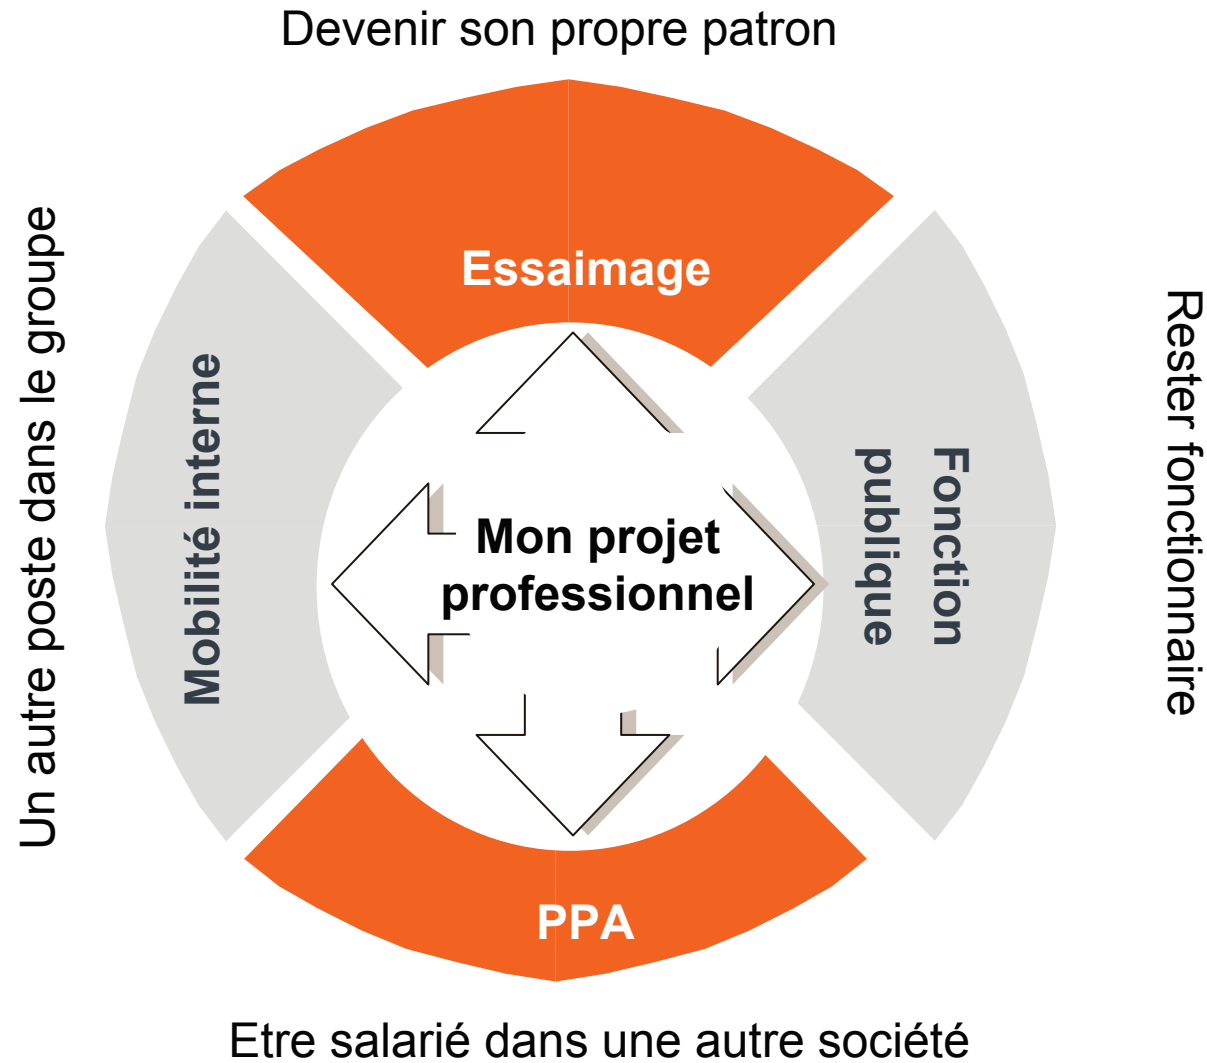 Devenir son propre patron
Essaimage
Un autre poste dans le groupe
Mobilité interne
Mon projet
professionnel
Fonction
publique
Rester fonctionnaire
PPA
Etre salarié dans une autre société